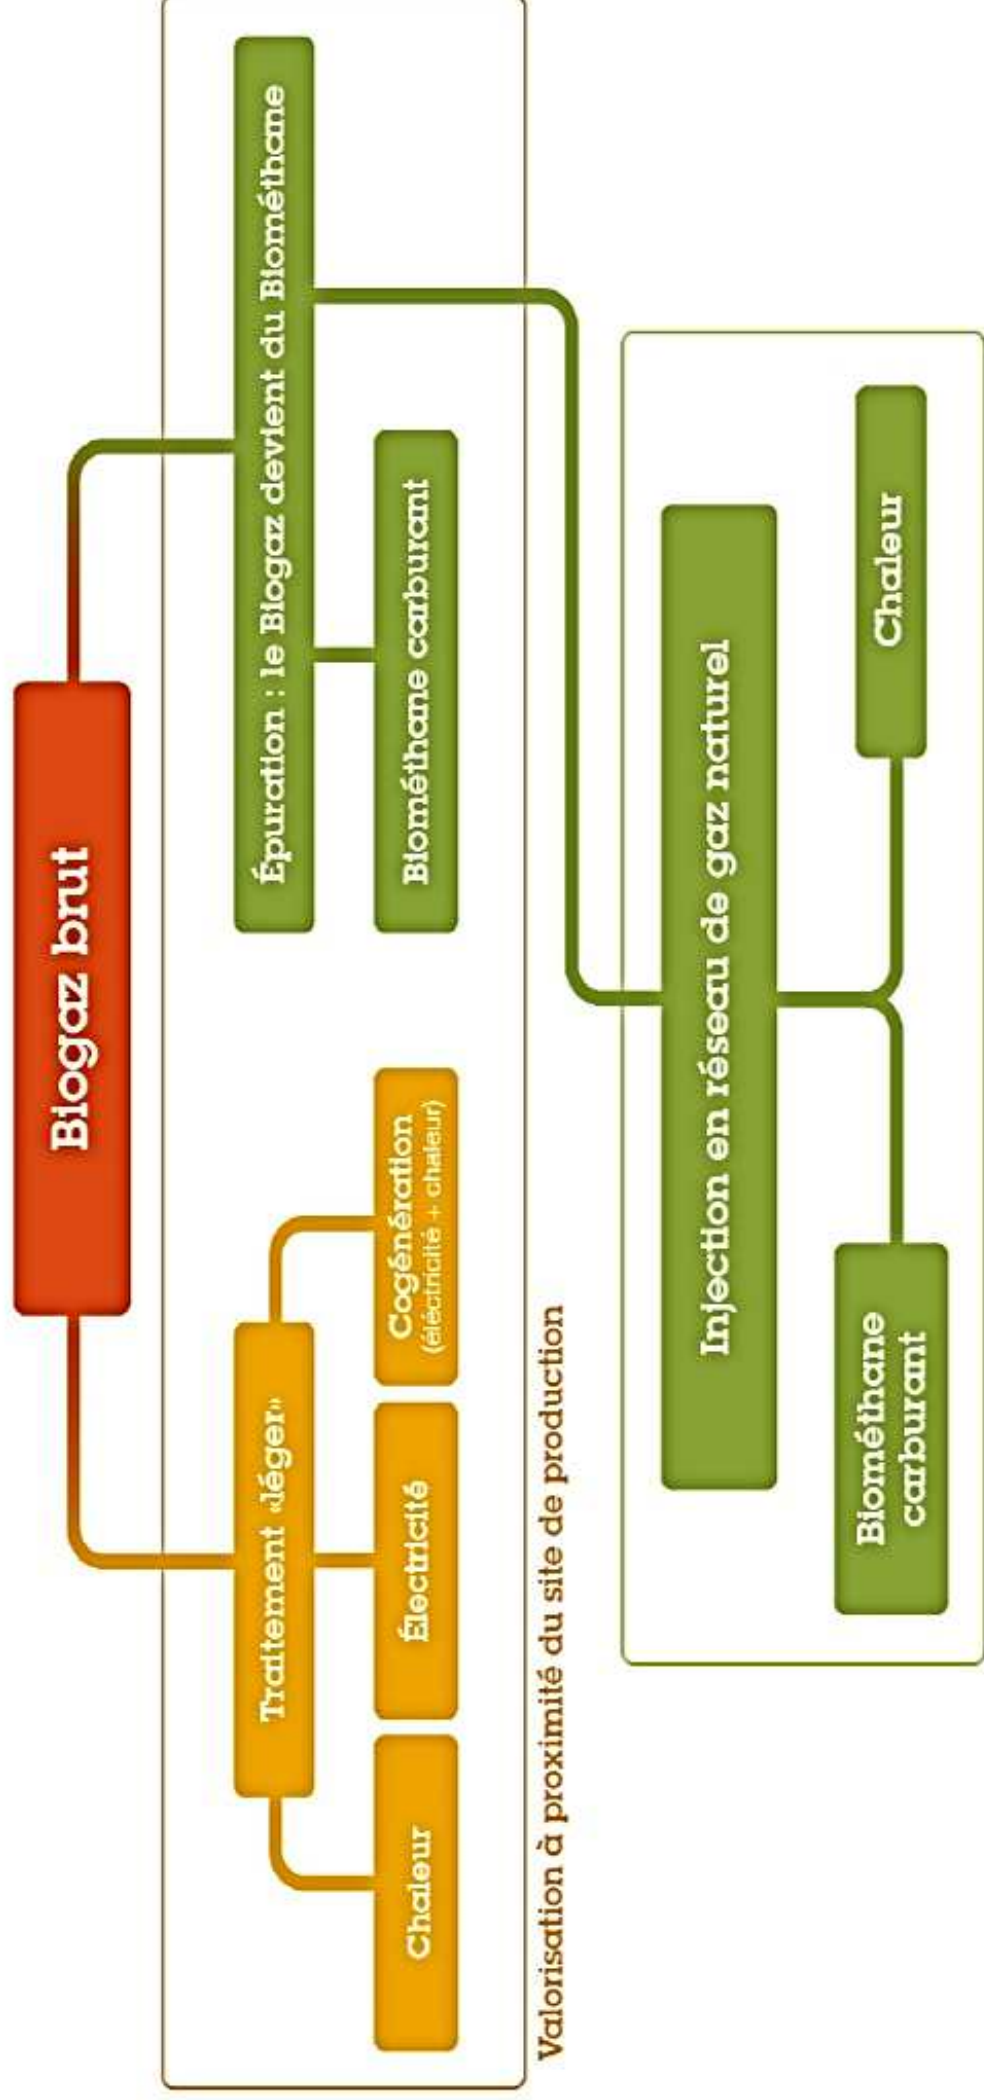 Biogaz brut
Traitement «léger»
Épuration : le Biogaz devient du Biométhane
Chaleur
Électricité
Cogénération
(éléctricité + chaleur)
Biométhane carburant
Valorisation à proximité du site de production
Injection en réseau de gaz naturel
Biométhane
carburant
Chaleur